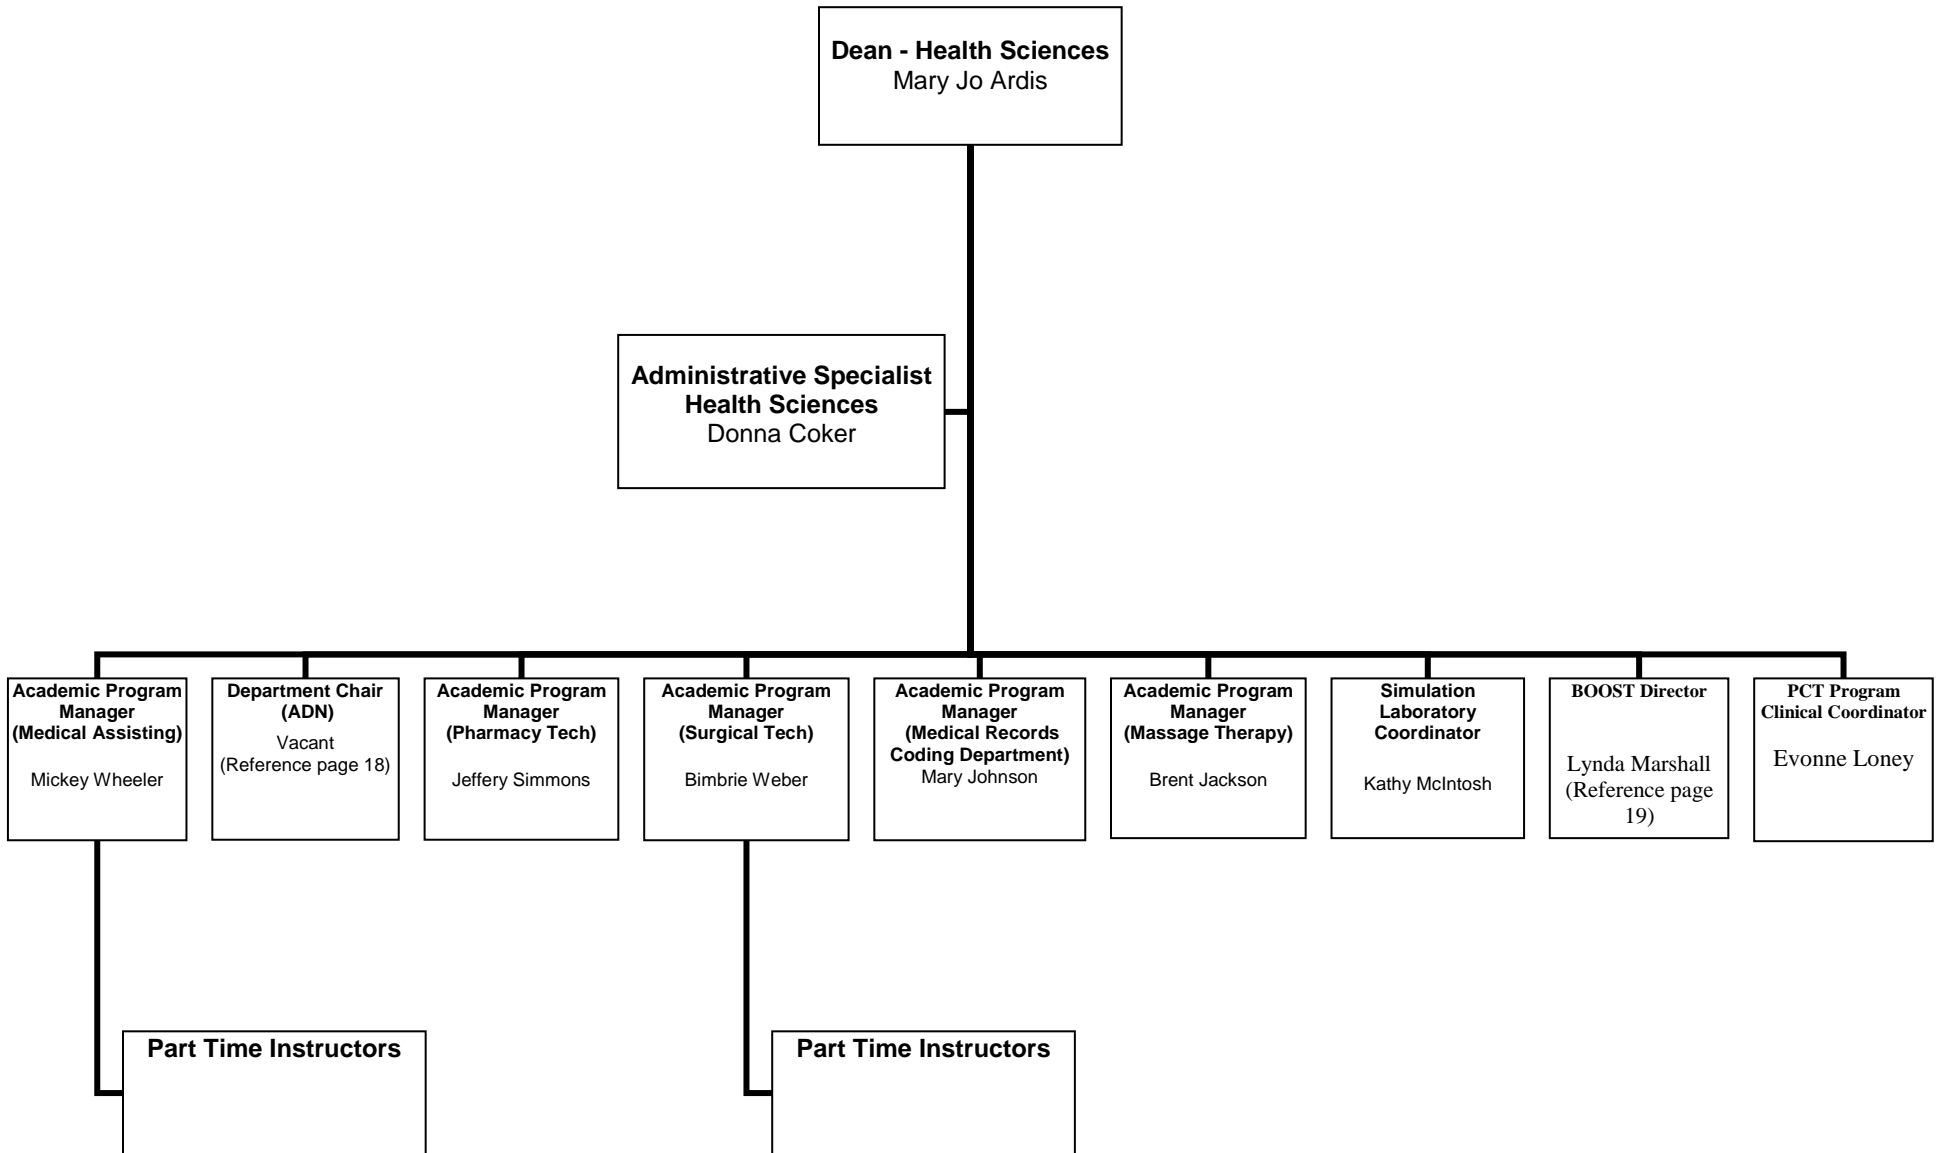 Dean - Health Sciences
Mary Jo Ardis
Administrative Specialist
Health Sciences
Donna Coker
Academic Program
Manager
(Medical Assisting)
Mickey Wheeler
Department Chair
(ADN)
Vacant
(Reference page 18)
Academic Program
Manager
(Pharmacy Tech)
Jeffery Simmons
Academic Program
Manager
(Surgical Tech)
Bimbrie Weber
Academic Program
Manager
(Medical Records
Coding Department)
Mary Johnson
Academic Program
Manager
(Massage Therapy)
Brent Jackson
Simulation
Laboratory
Coordinator
Kathy McIntosh
BOOST Director
Lynda Marshall
(Reference page
19)
PCT Program
Clinical Coordinator
Evonne Loney
Part Time Instructors
Part Time Instructors